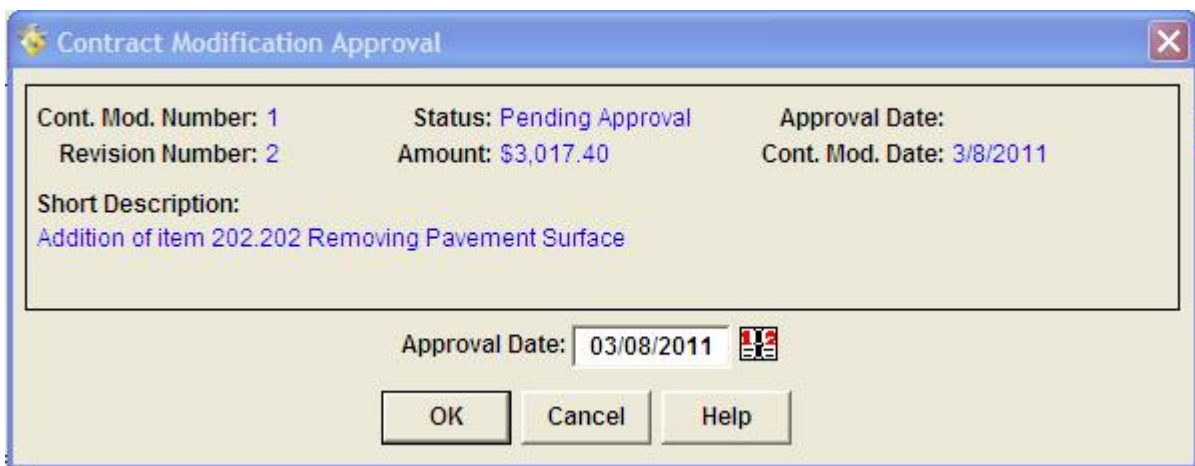 Contract Modification Approval
Cont. Mod. Number: 1 Status: Pending Approval Approval Date:
Revision Number: 2 Amount: $3,017.40 Cont. Mod. Date: 3/8/2011
Short Description:
Addition of item 202.202 Removing Pavement Surface
Approval Date: 03/08/2011
OK Cancel Help